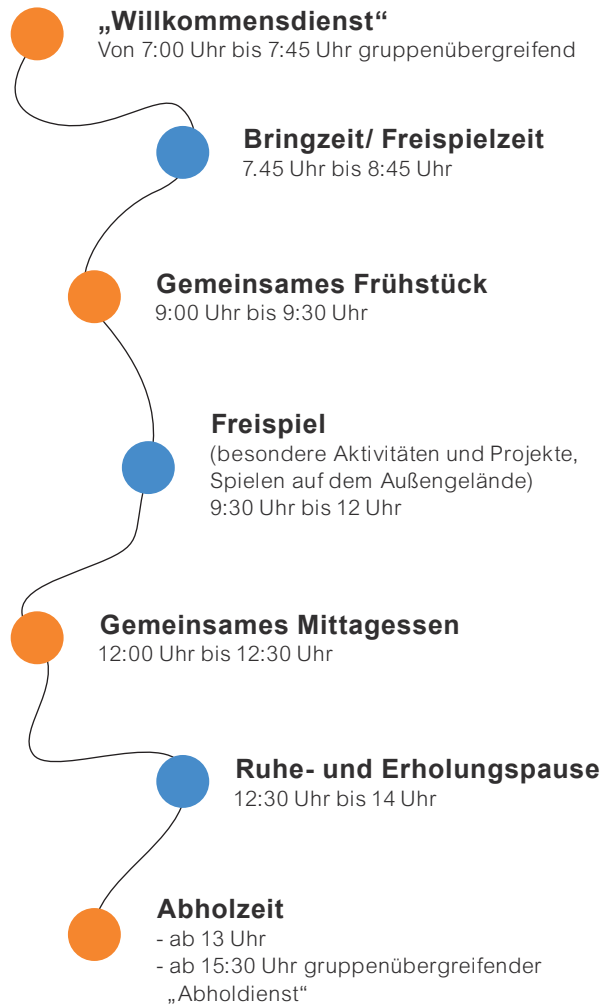 „Willkommensdienst“
Von 7:00 Uhr bis 7:45 Uhr gruppenübergreifend
Bringzeit/ Freispielzeit
7.45 Uhr bis 8:45 Uhr
Gemeinsames Frühstück
9:00 Uhr bis 9:30 Uhr
Freispiel
(besondere Aktivitäten und Projekte,
Spielen auf dem Außengelände)
9:30 Uhr bis 12 Uhr
Gemeinsames Mittagessen
12:00 Uhr bis 12:30 Uhr
Ruhe- und Erholungspause
12:30 Uhr bis 14 Uhr
Abholzeit
- ab 13 Uhr
- ab 15:30 Uhr gruppenübergreifender
„Abholdienst“